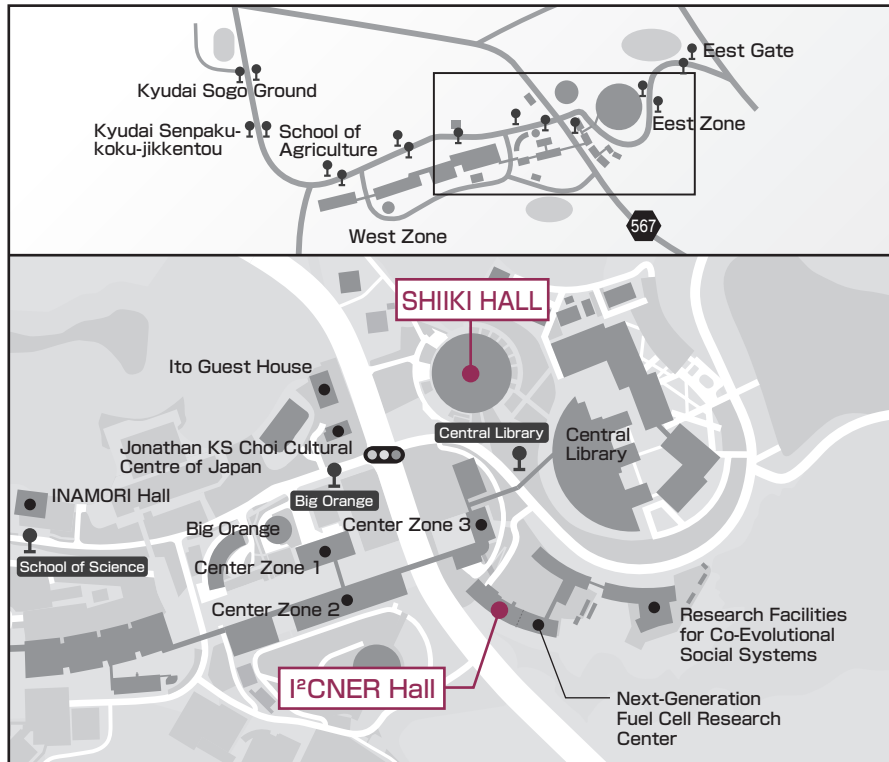 Eest Gate
Kyudai Sogo Ground
Eest Zone
Kyudai Senpaku-
koku-jikkentou
School of
Agriculture
West Zone
567
SHIIKI HALL
Ito Guest House
Jonathan KS Choi Cultural
Centre of Japan
Central Library
Central
Library
INAMORI Hall
Big Orange
Big Orange
Center Zone 3
School of Science
Center Zone 1
Center Zone 2
Research Facilities
for Co-Evolutional
Social Systems
I²CNER Hall
Next-Generation
Fuel Cell Research
Center